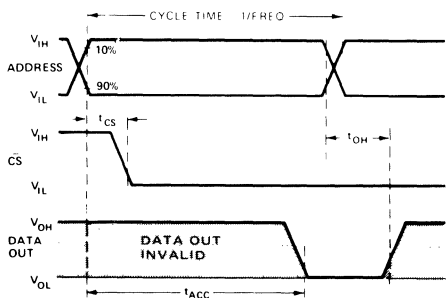 CYCLE TIME 1/FREQ
VIH
10%
ADDRESS
90%
VIL
tCS
VIH
tOH
CS
VIL
VOH
DATA OUT
DATA OUT
INVALID
VOL
tACC